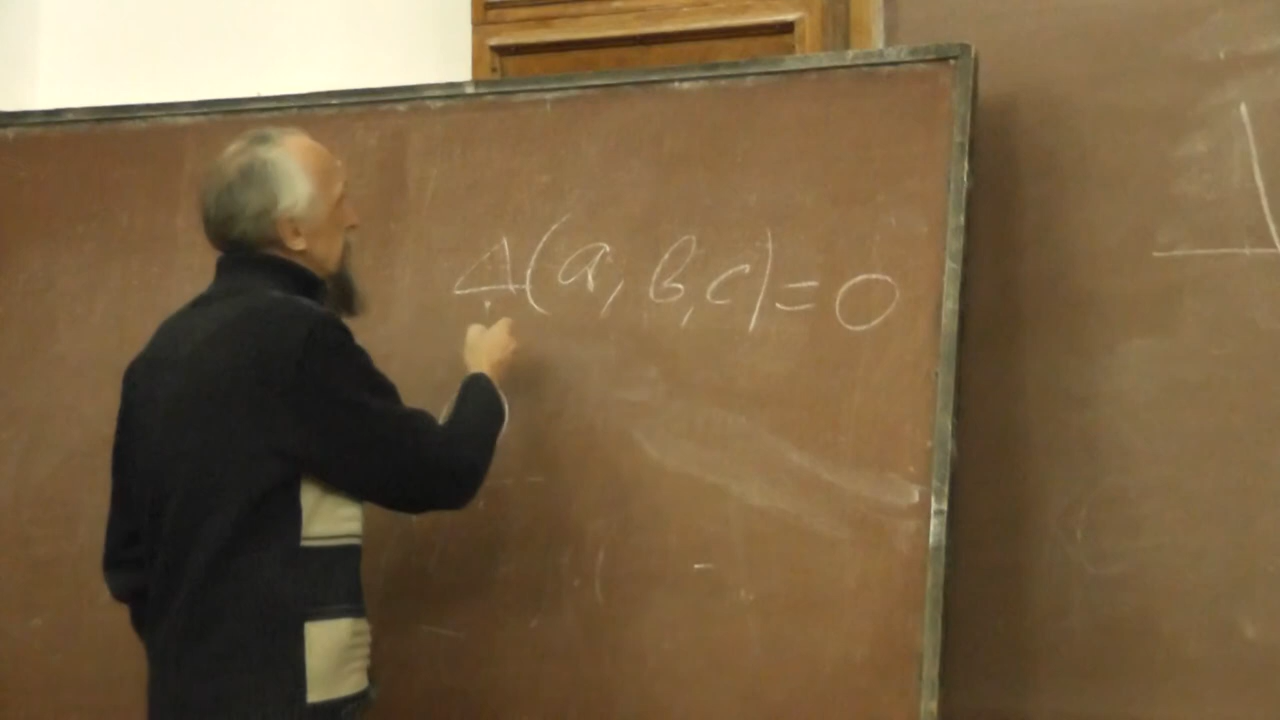 Δ(a, b, c) = 0